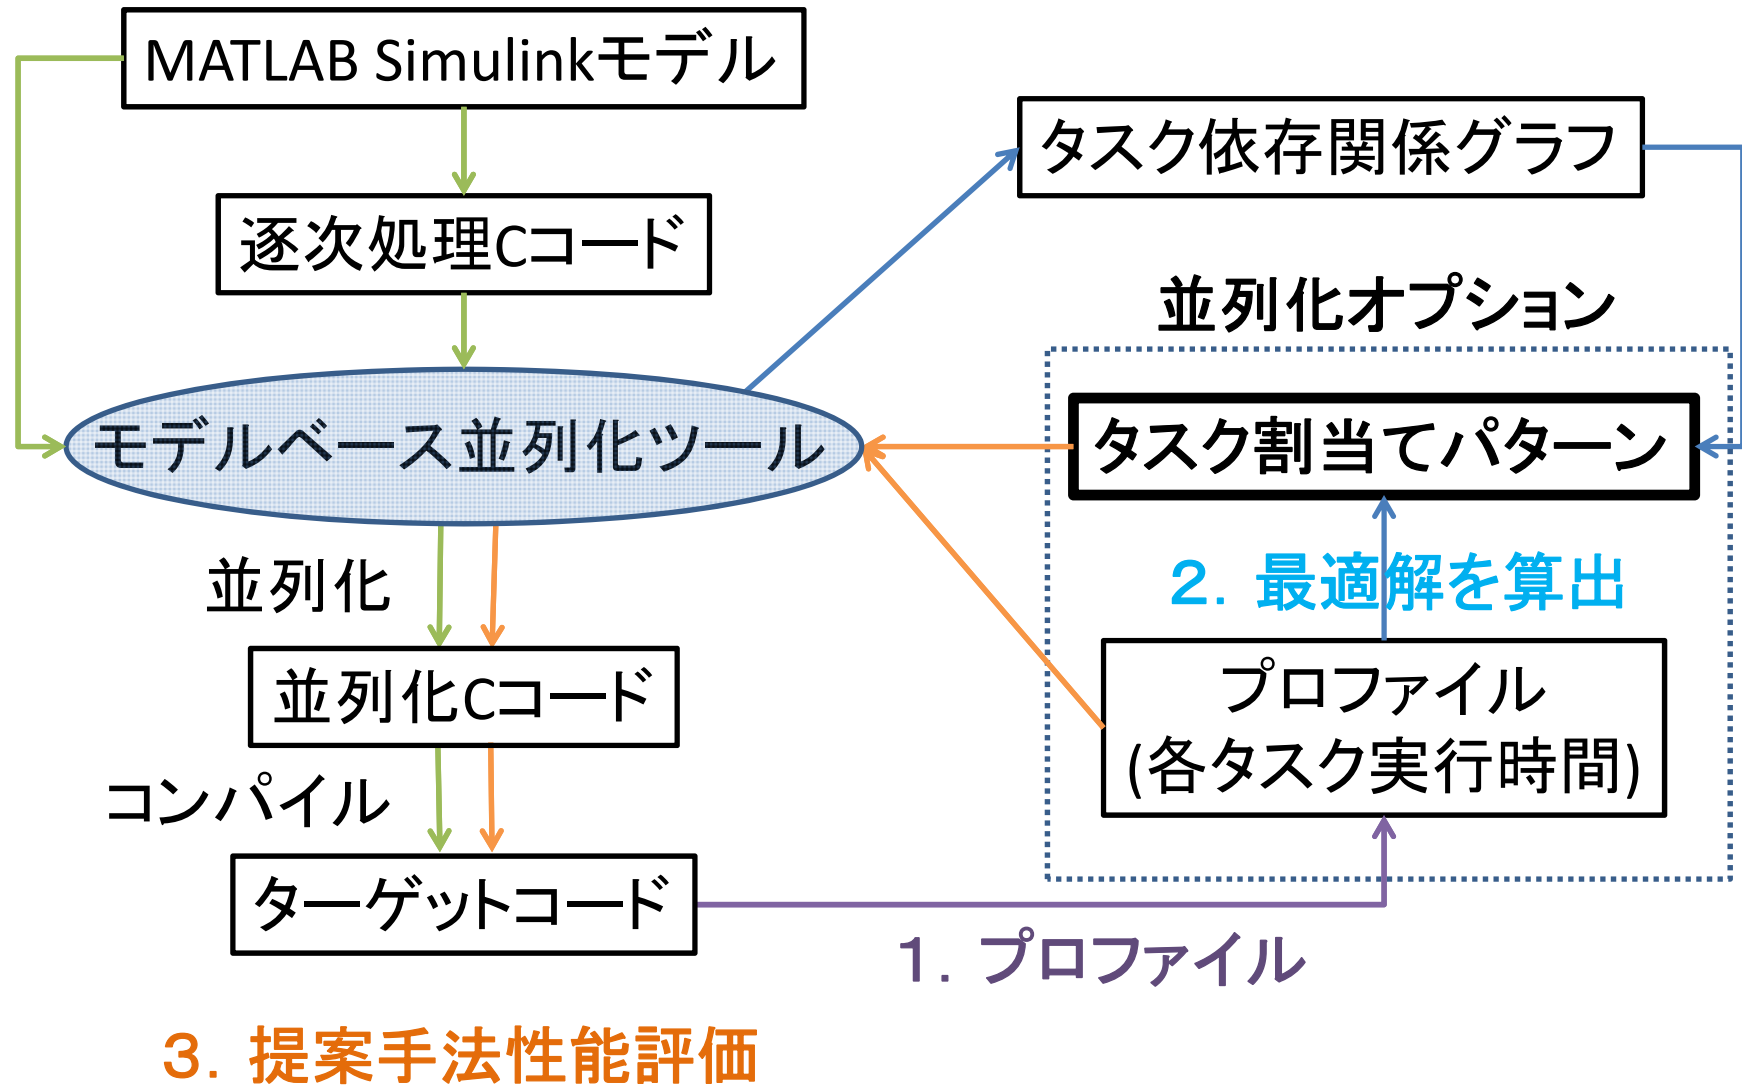 MATLAB Simulinkモデル
タスク依存関係グラフ
逐次処理Cコード
並列化オプション
モデルベース並列化ツール
タスク割当てパターン
並列化
２．最適解を算出
並列化Cコード
プロファイル
(各タスク実行時間)
コンパイル
ターゲットコード
１．プロファイル
３．提案手法性能評価